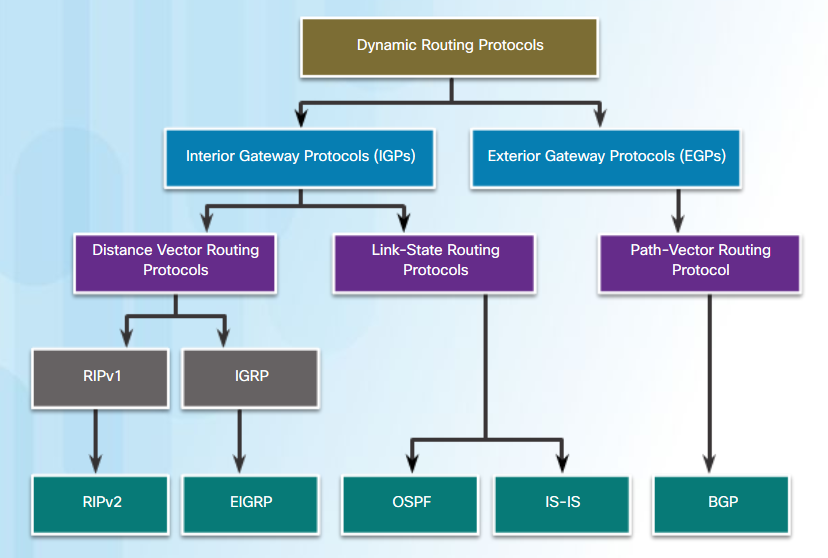 Dynamic Routing Protocols
Interior Gateway Protocols (IGPs)
Exterior Gateway Protocols (EGPs)
Distance Vector Routing
Protocols
Link-State Routing
Protocols
Path-Vector Routing
Protocol
RIPv1
IGRP
RIPv2
EIGRP
OSPF
IS-IS
BGP